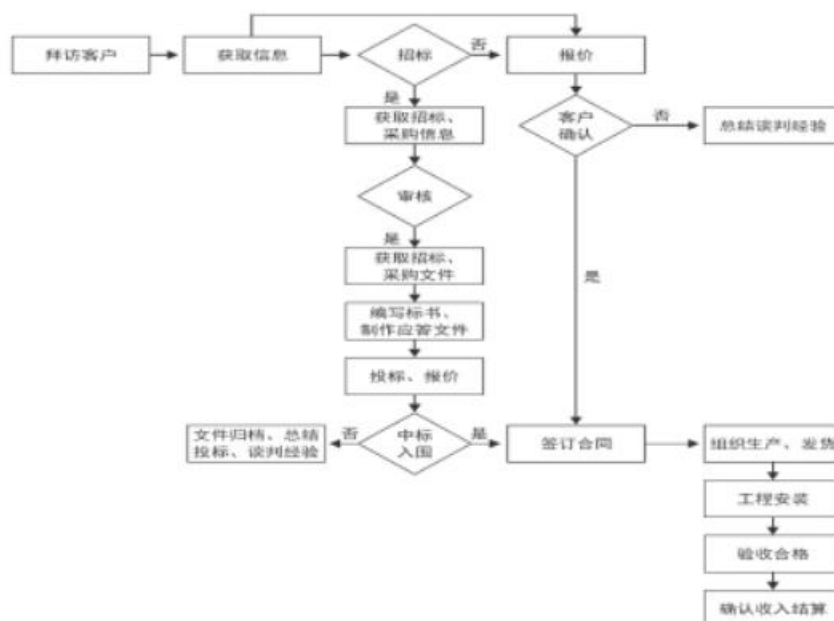 拜访客户
获取信息
招标
否
报价
是
获取招标、
采购信息
客户
确认
否
总结谈判经验
审核
是
获取招标、
采购文件
是
编写标书、
制作应答文件
投标、报价
文件归档、总结
投标、谈判经验
否
中标
入围
是
签订合同
组织生产、发货
工程安装
验收合格
确认收入结算